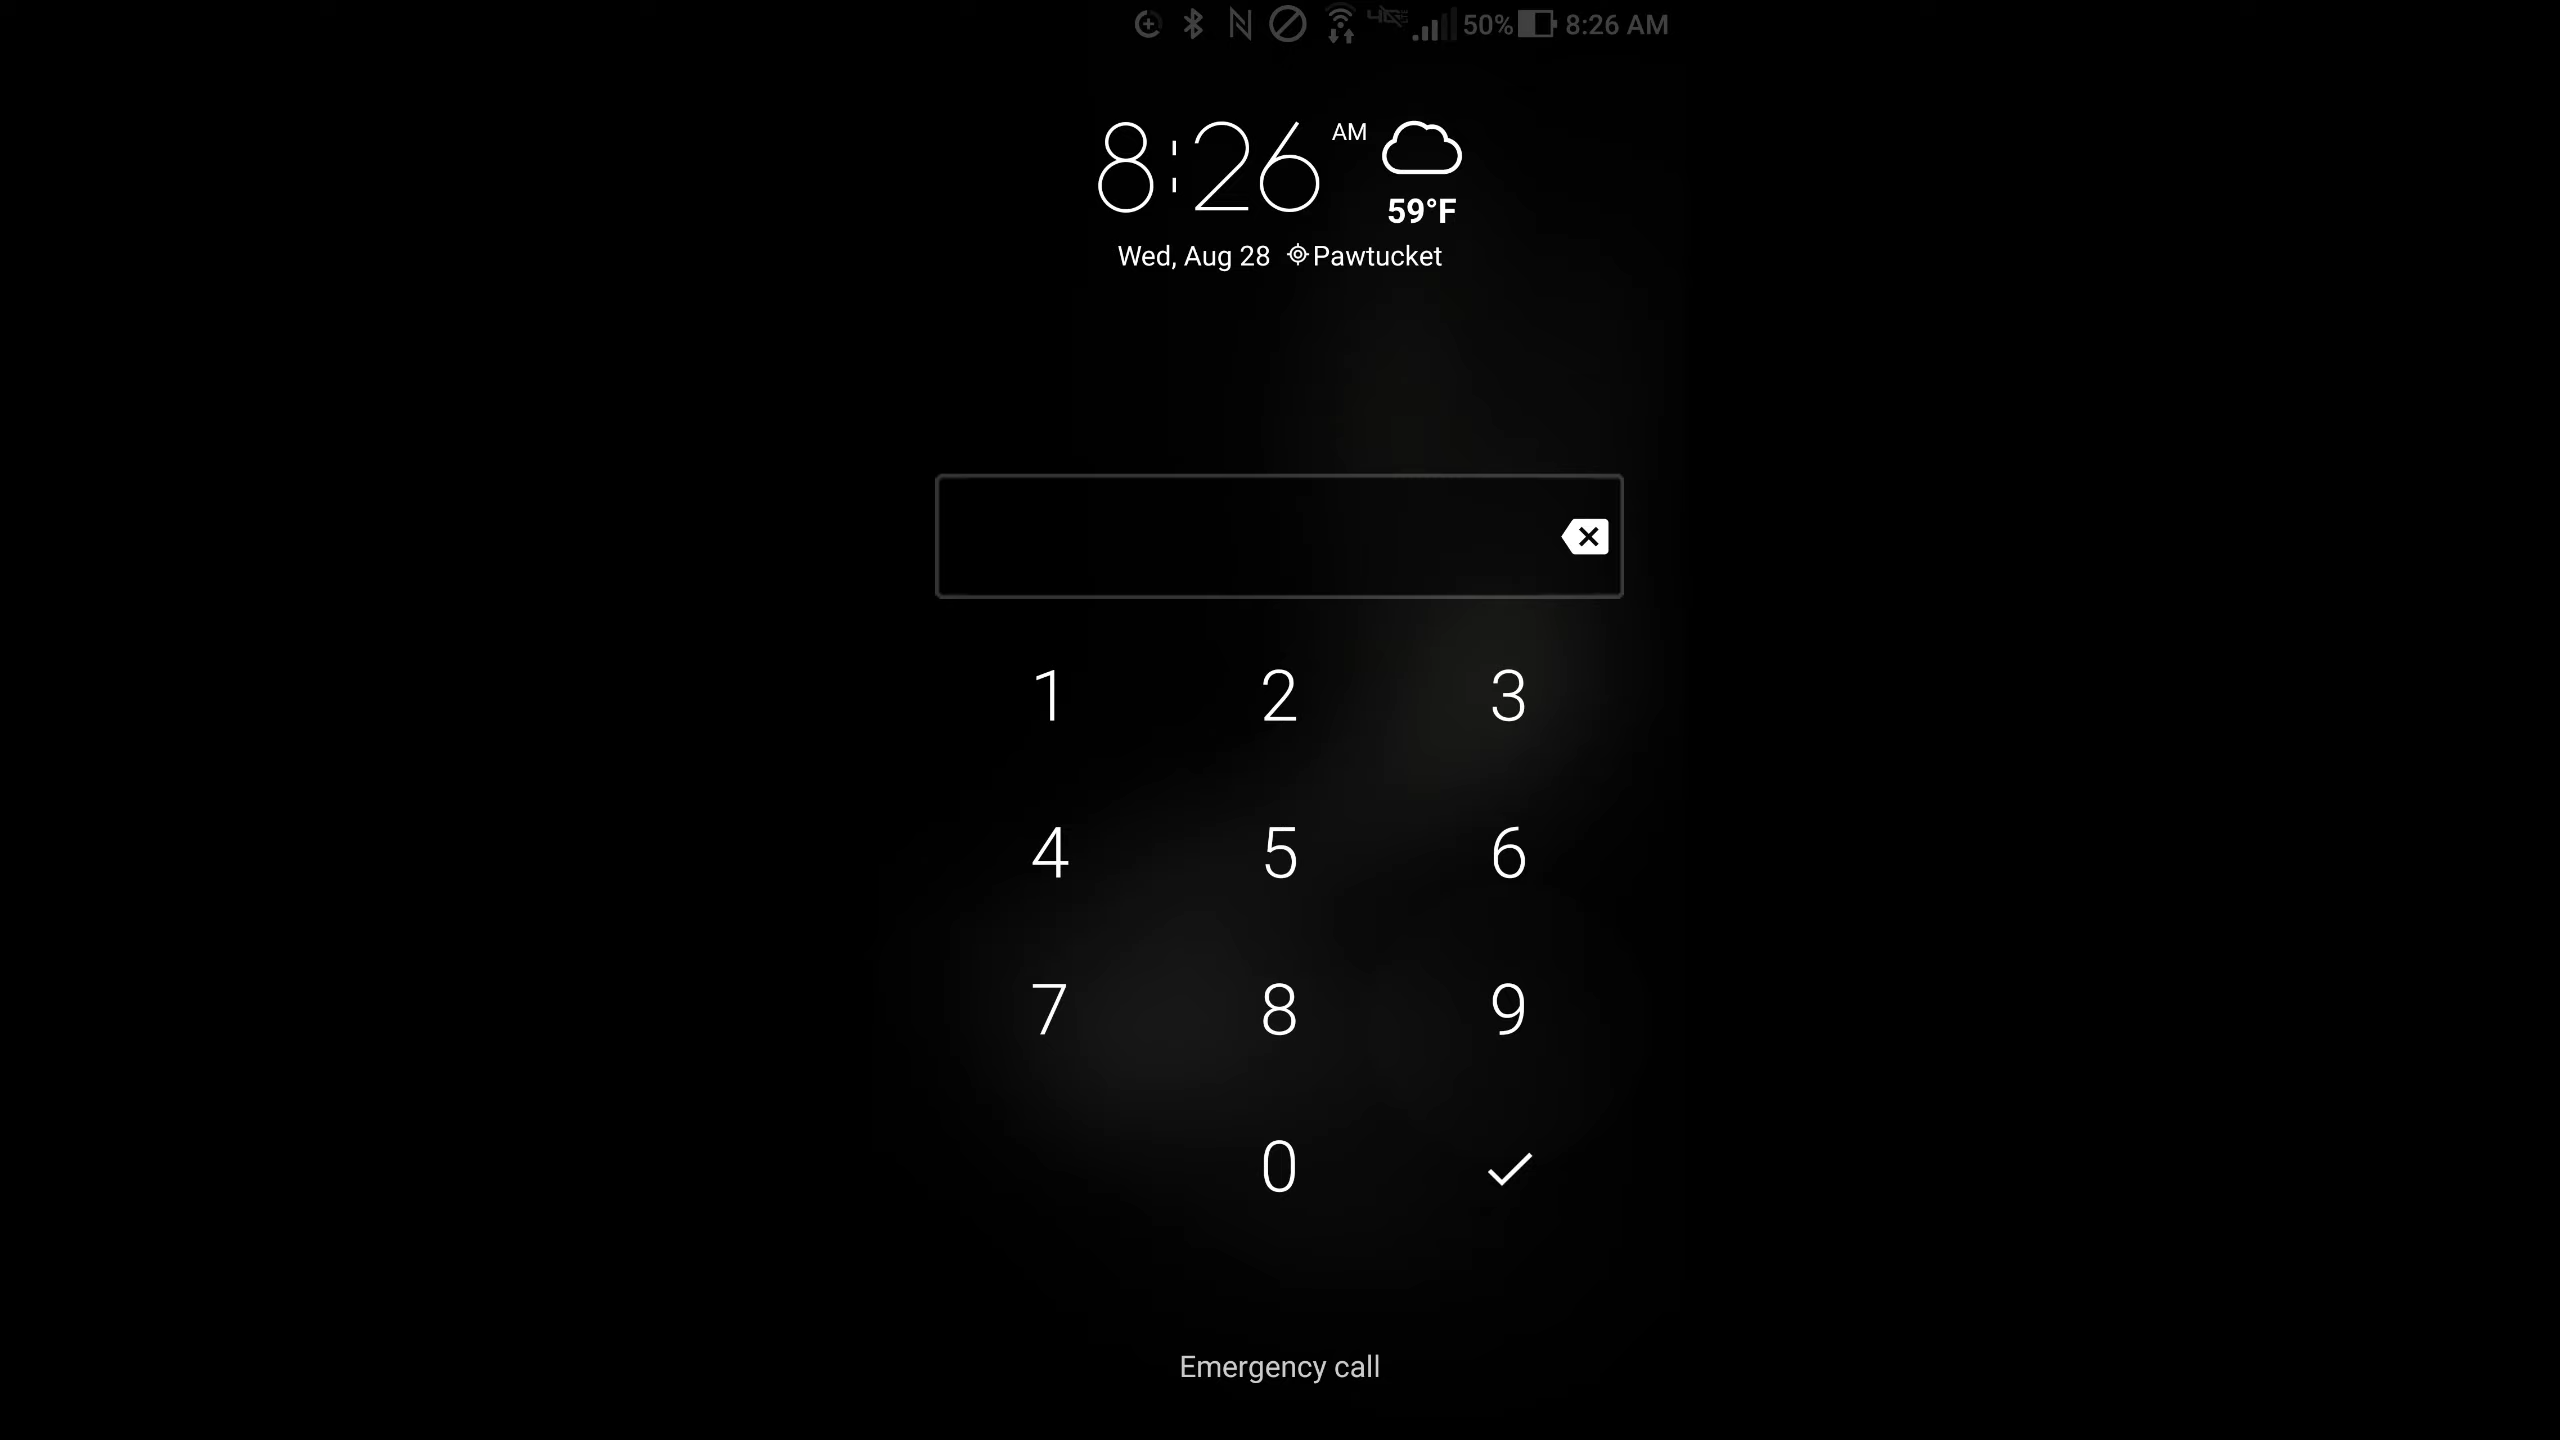 50% 8:26 AM
8:26 AM
59°F
Wed, Aug 28 Pawtucket
1 2 3
4 5 6
7 8 9
0
Emergency call